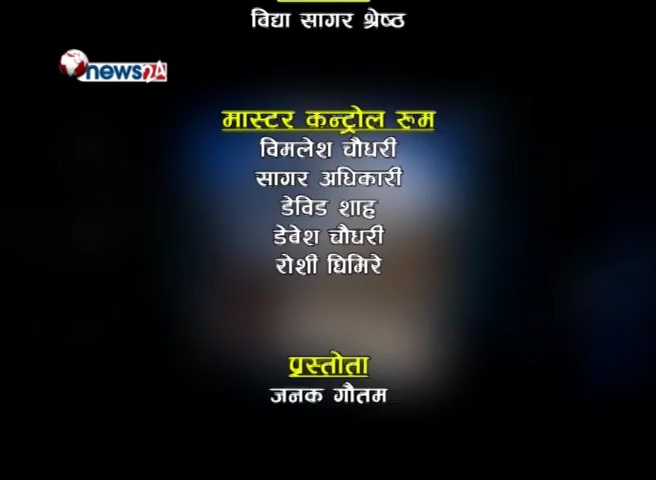 विद्या सागर श्रेष्ठ
news24
मास्टर कन्ट्रोल रुम
विमलेश चौधरी
सागर अधिकारी
डेविड शाह
डेबेश चौधरी
रोशी घिमिरे
प्रस्तोता
जनक गौतम